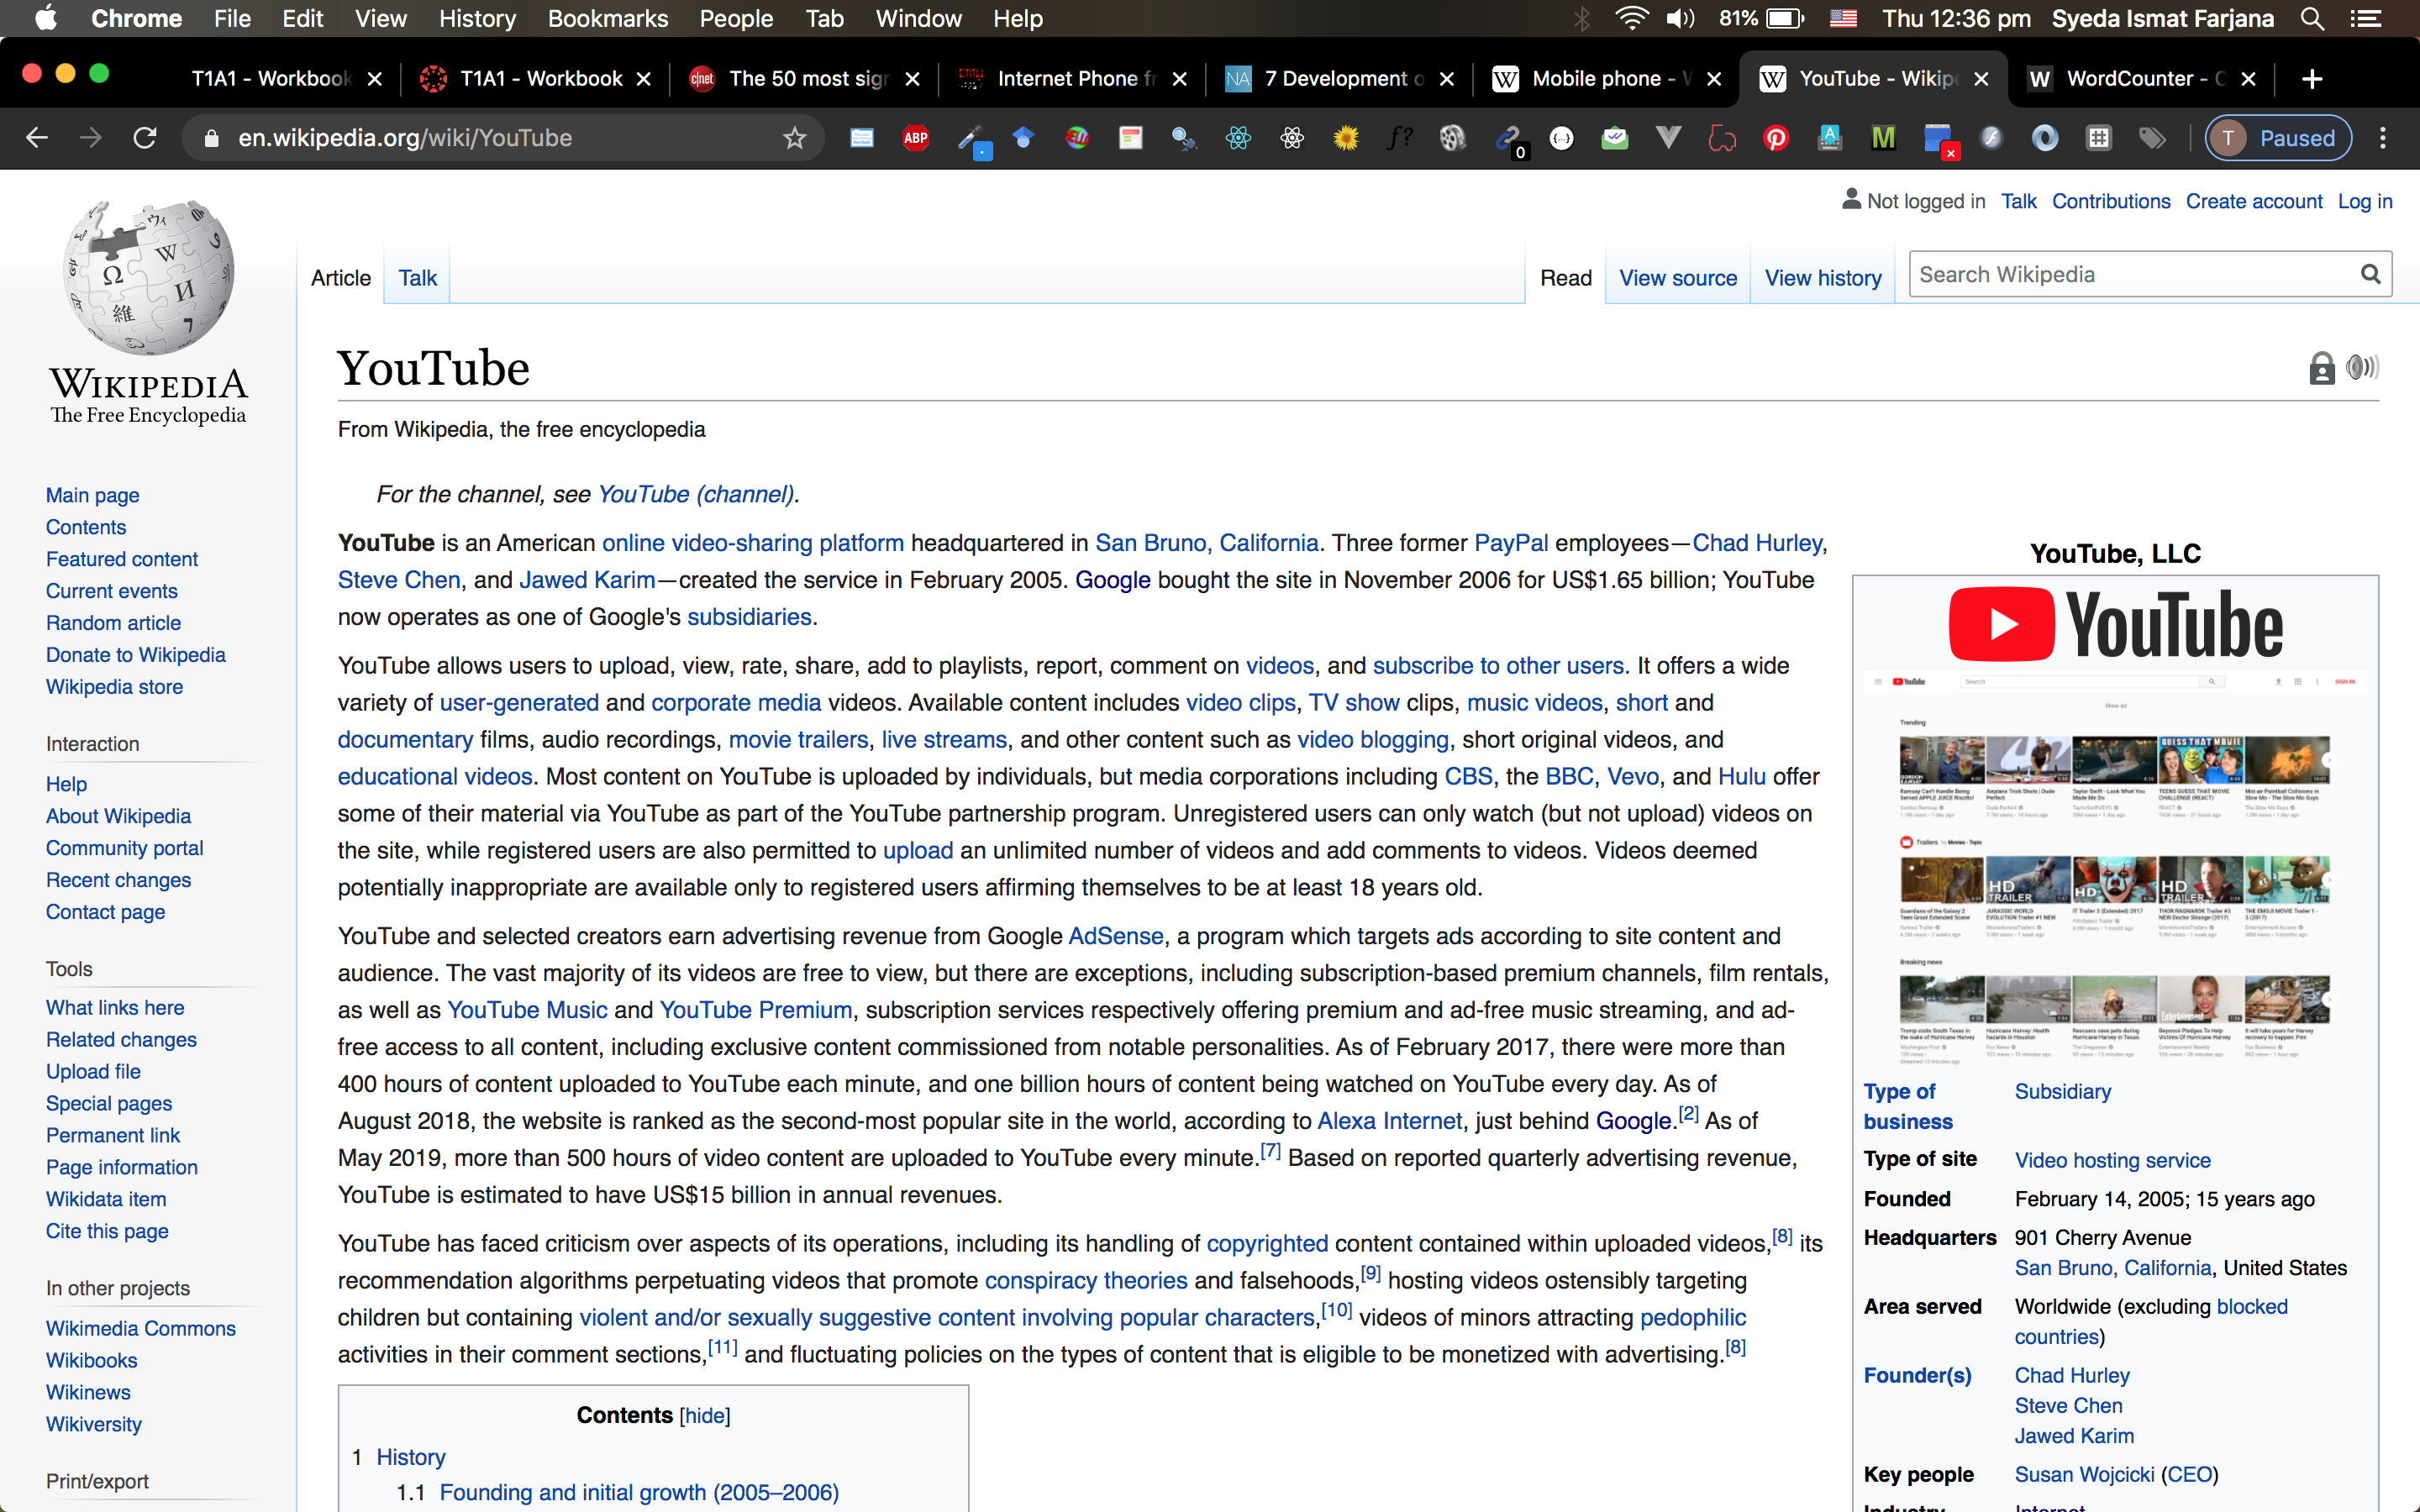 Chrome File Edit View History Bookmarks People Tab Window Help 81% Thu 12:36 pm Syeda Ismat Farjana
T1A1 - Workbook T1A1 - Workbook The 50 most sig Internet Phone f 7 Development o Mobile phone - YouTube - Wikip WordCounter -
en.wikipedia.org/wiki/YouTube ABP f? 0 M T Paused
Not logged in Talk Contributions Create account Log in
Article Talk Read View source View history Search Wikipedia
WIKIPEDIA
The Free Encyclopedia
Main page
Contents
Featured content
Current events
Random article
Donate to Wikipedia
Wikipedia store
Interaction
Help
About Wikipedia
Community portal
Recent changes
Contact page
Tools
What links here
Related changes
Upload file
Special pages
Permanent link
Page information
Wikidata item
Cite this page
In other projects
Wikimedia Commons
Wikibooks
Wikinews
Wikiversity
Print/export
YouTube
From Wikipedia, the free encyclopedia
For the channel, see YouTube (channel).
YouTube is an American online video-sharing platform headquartered in San Bruno, California. Three former PayPal employees—Chad Hurley,
Steve Chen, and Jawed Karim—created the service in February 2005. Google bought the site in November 2006 for US$1.65 billion; YouTube
now operates as one of Google's subsidiaries.
YouTube allows users to upload, view, rate, share, add to playlists, report, comment on videos, and subscribe to other users. It offers a wide
variety of user-generated and corporate media videos. Available content includes video clips, TV show clips, music videos, short and
documentary films, audio recordings, movie trailers, live streams, and other content such as video blogging, short original videos, and
educational videos. Most content on YouTube is uploaded by individuals, but media corporations including CBS, the BBC, Vevo, and Hulu offer
some of their material via YouTube as part of the YouTube partnership program. Unregistered users can only watch (but not upload) videos on
the site, while registered users are also permitted to upload an unlimited number of videos and add comments to videos. Videos deemed
potentially inappropriate are available only to registered users affirming themselves to be at least 18 years old.
YouTube and selected creators earn advertising revenue from Google AdSense, a program which targets ads according to site content and
audience. The vast majority of its videos are free to view, but there are exceptions, including subscription-based premium channels, film rentals,
as well as YouTube Music and YouTube Premium, subscription services respectively offering premium and ad-free music streaming, and ad-
free access to all content, including exclusive content commissioned from notable personalities. As of February 2017, there were more than
400 hours of content uploaded to YouTube each minute, and one billion hours of content being watched on YouTube every day. As of
August 2018, the website is ranked as the second-most popular site in the world, according to Alexa Internet, just behind Google.[2] As of
May 2019, more than 500 hours of video content are uploaded to YouTube every minute.[7] Based on reported quarterly advertising revenue,
YouTube is estimated to have US$15 billion in annual revenues.
YouTube has faced criticism over aspects of its operations, including its handling of copyrighted content contained within uploaded videos,[8] its
recommendation algorithms perpetuating videos that promote conspiracy theories and falsehoods,[9] hosting videos ostensibly targeting
children but containing violent and/or sexually suggestive content involving popular characters,[10] videos of minors attracting pedophilic
activities in their comment sections,[11] and fluctuating policies on the types of content that is eligible to be monetized with advertising.[8]
Contents [hide]
1 History
1.1 Founding and initial growth (2005–2006)
YouTube, LLC
YouTube
YouTube Search SIGN IN
Show ad
Trending
Trailers
Breaking news
Type of business Subsidiary
Type of site Video hosting service
Founded February 14, 2005; 15 years ago
Headquarters 901 Cherry Avenue
San Bruno, California, United States
Area served Worldwide (excluding blocked
countries)
Founder(s) Chad Hurley
Steve Chen
Jawed Karim
Key people Susan Wojcicki (CEO)
Industry Internet